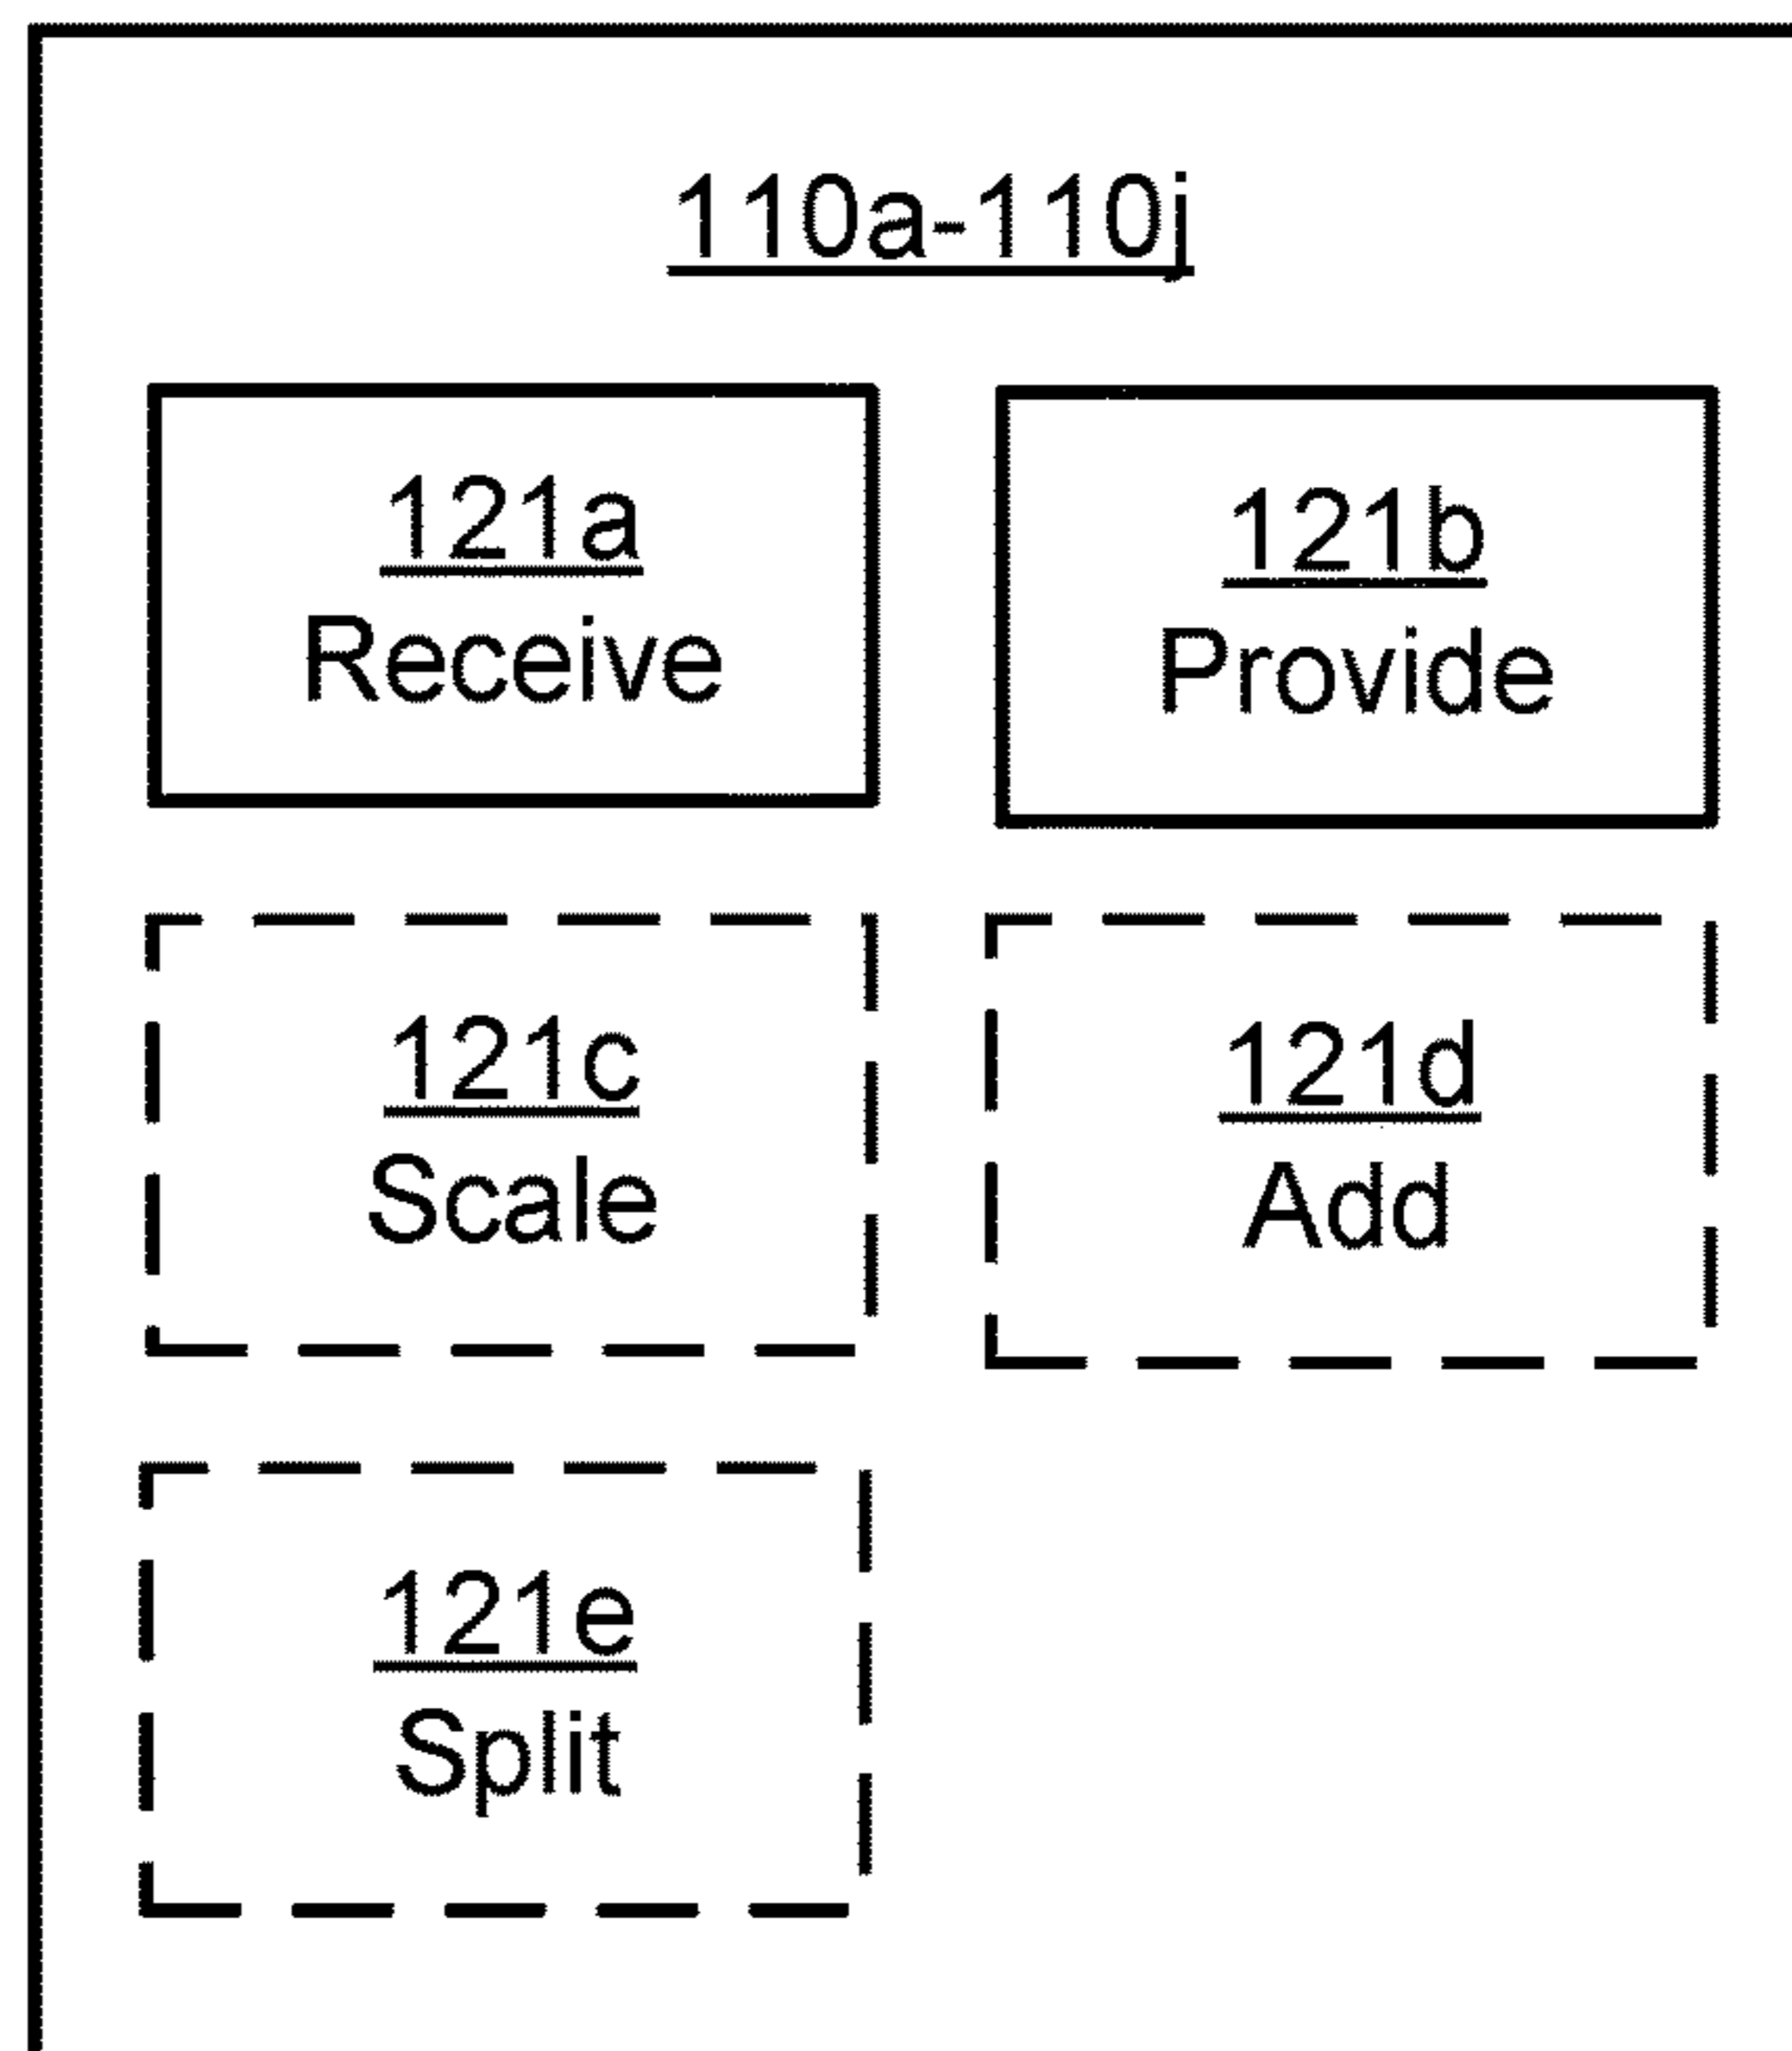 110a-110j
121a
Receive
121b
Provide
121c
Scale
121d
Add
121e
Split